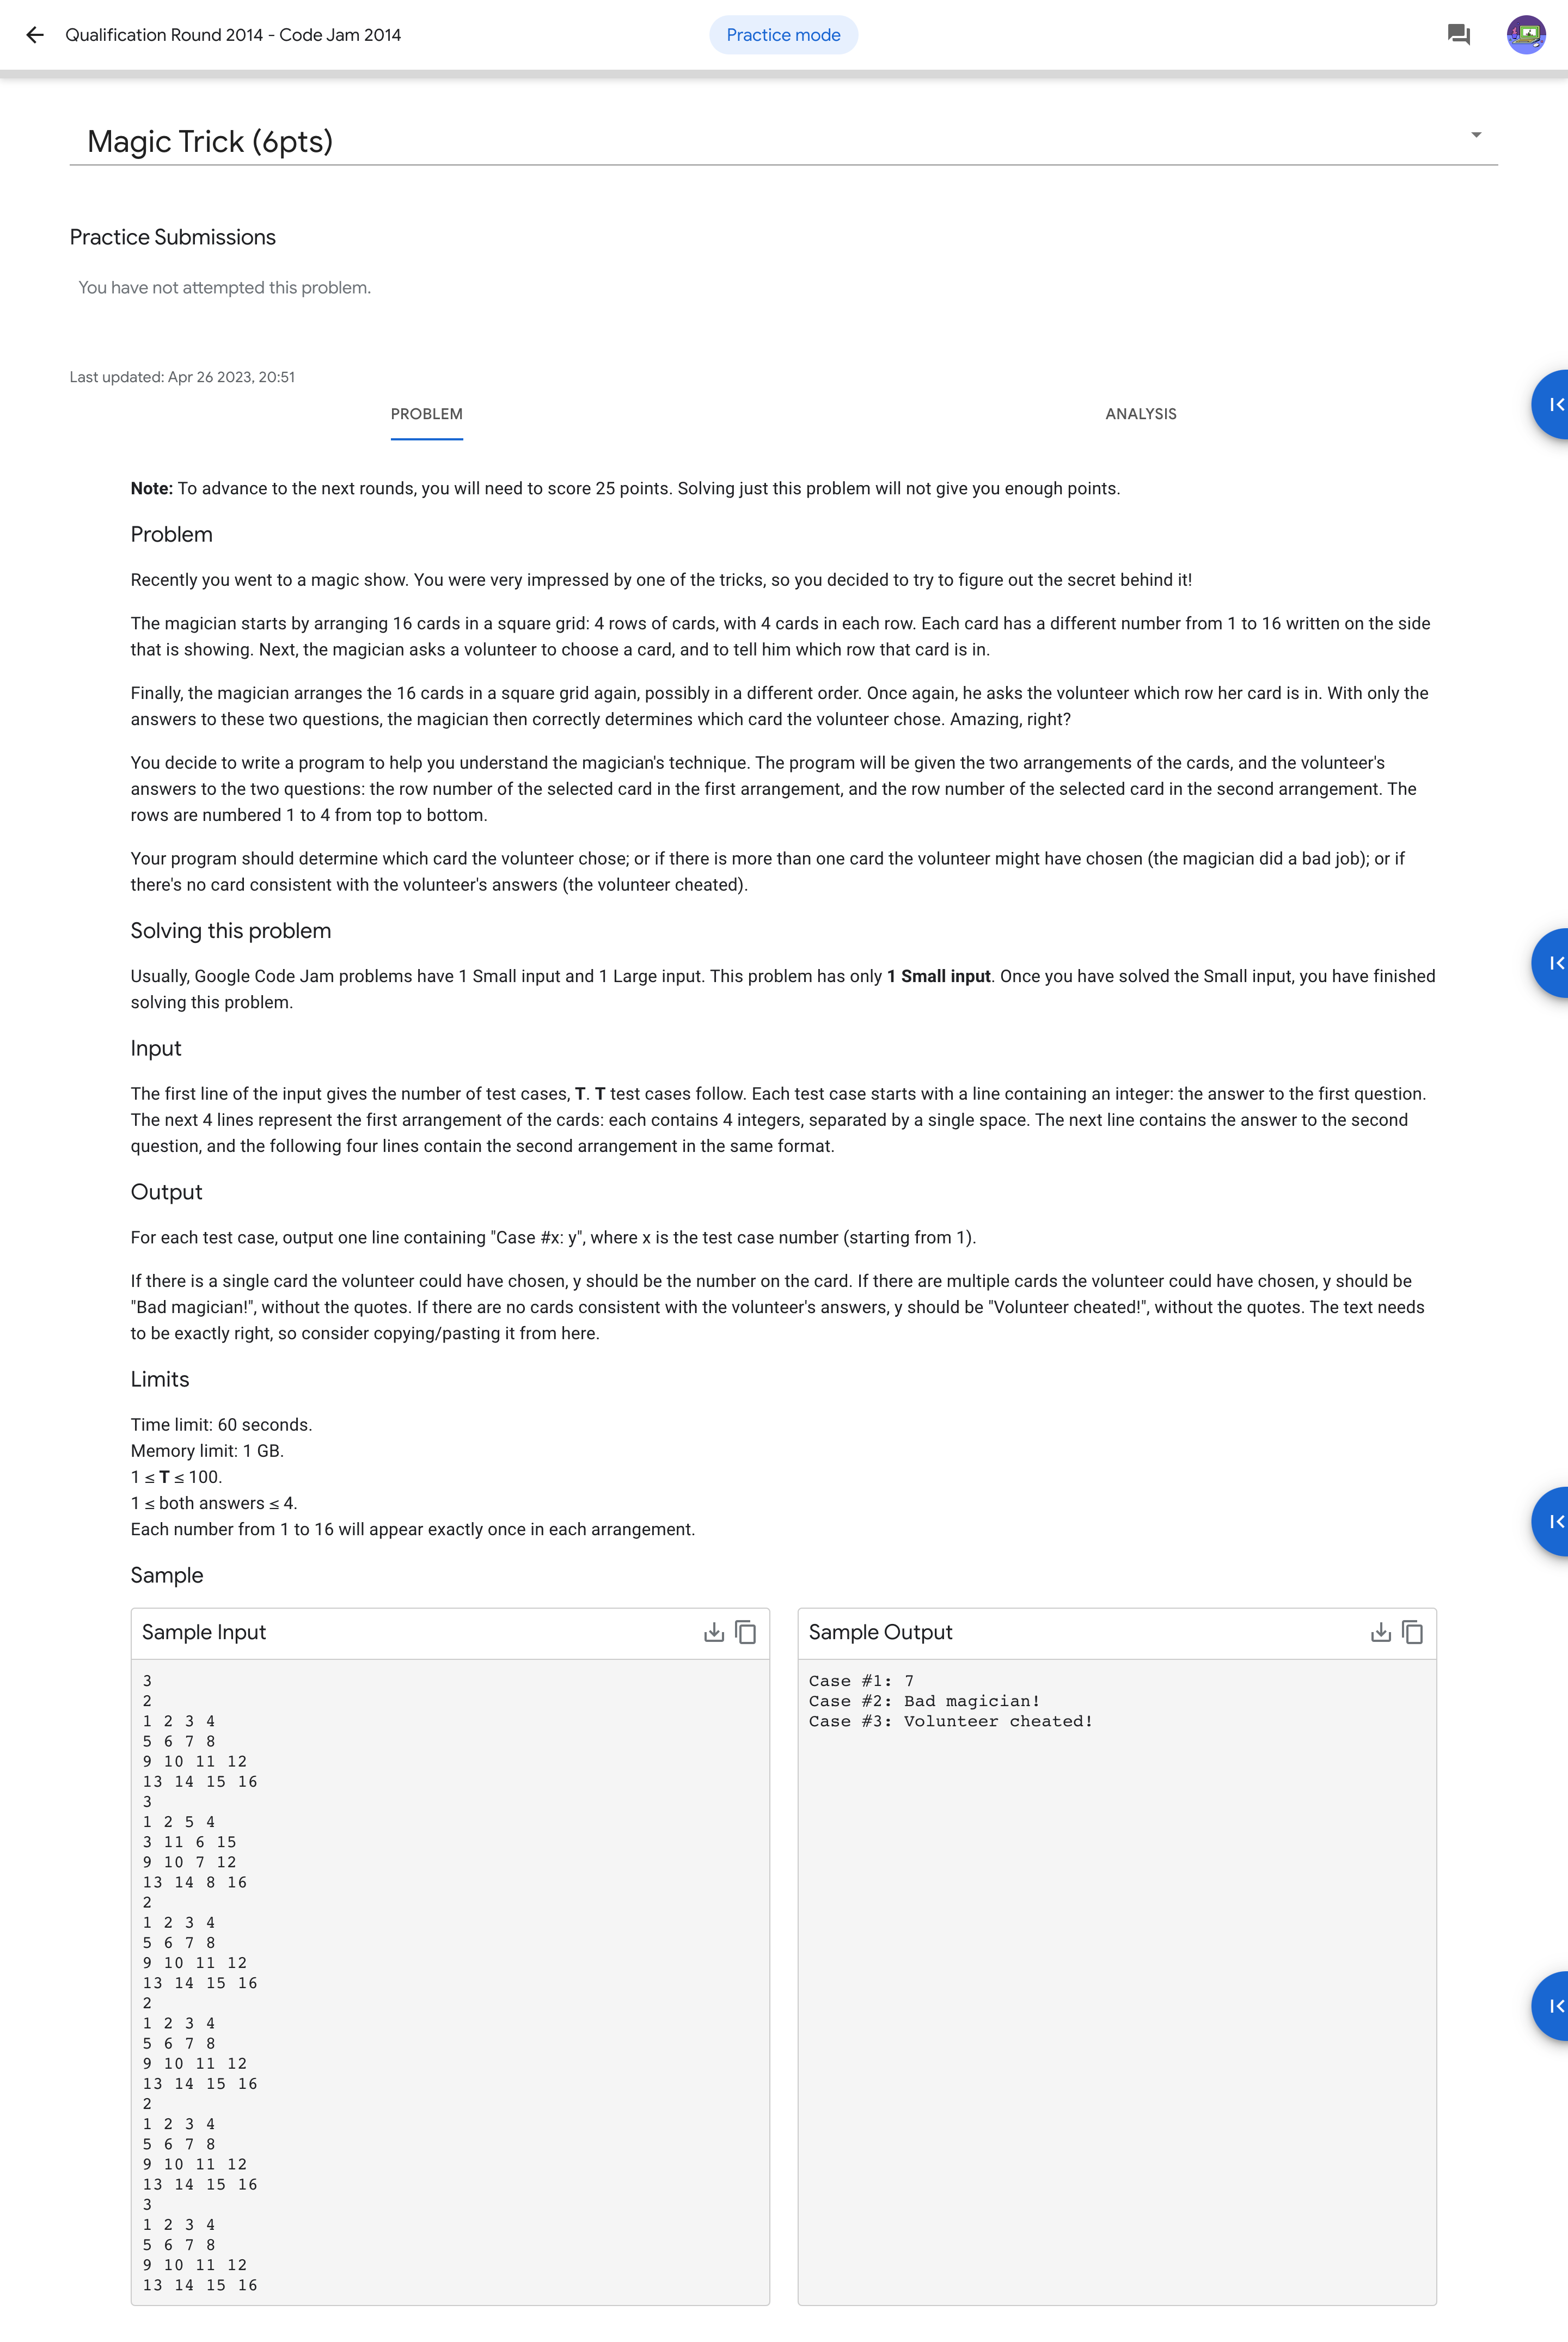 Qualification Round 2014 - Code Jam 2014
Practice mode
Magic Trick (6pts)
Practice Submissions
You have not attempted this problem.
Last updated: Apr 26 2023, 20:51
PROBLEM
ANALYSIS
Note: To advance to the next rounds, you will need to score 25 points. Solving just this problem will not give you enough points.
Problem
Recently you went to a magic show. You were very impressed by one of the tricks, so you decided to try to figure out the secret behind it!
The magician starts by arranging 16 cards in a square grid: 4 rows of cards, with 4 cards in each row. Each card has a different number from 1 to 16 written on the side
that is showing. Next, the magician asks a volunteer to choose a card, and to tell him which row that card is in.
Finally, the magician arranges the 16 cards in a square grid again, possibly in a different order. Once again, he asks the volunteer which row her card is in. With only the
answers to these two questions, the magician then correctly determines which card the volunteer chose. Amazing, right?
You decide to write a program to help you understand the magician's technique. The program will be given the two arrangements of the cards, and the volunteer's
answers to the two questions: the row number of the selected card in the first arrangement, and the row number of the selected card in the second arrangement. The
rows are numbered 1 to 4 from top to bottom.
Your program should determine which card the volunteer chose; or if there is more than one card the volunteer might have chosen (the magician did a bad job); or if
there's no card consistent with the volunteer's answers (the volunteer cheated).
Solving this problem
Usually, Google Code Jam problems have 1 Small input and 1 Large input. This problem has only 1 Small input. Once you have solved the Small input, you have finished
solving this problem.
Input
The first line of the input gives the number of test cases, T. T test cases follow. Each test case starts with a line containing an integer: the answer to the first question.
The next 4 lines represent the first arrangement of the cards: each contains 4 integers, separated by a single space. The next line contains the answer to the second
question, and the following four lines contain the second arrangement in the same format.
Output
For each test case, output one line containing "Case #x: y", where x is the test case number (starting from 1).
If there is a single card the volunteer could have chosen, y should be the number on the card. If there are multiple cards the volunteer could have chosen, y should be
"Bad magician!", without the quotes. If there are no cards consistent with the volunteer's answers, y should be "Volunteer cheated!", without the quotes. The text needs
to be exactly right, so consider copying/pasting it from here.
Limits
Time limit: 60 seconds.
Memory limit: 1 GB.
1 ≤ T ≤ 100.
1 ≤ both answers ≤ 4.
Each number from 1 to 16 will appear exactly once in each arrangement.
Sample
Sample Input
3
2
1 2 3 4
5 6 7 8
9 10 11 12
13 14 15 16
3
1 2 5 4
3 11 6 15
9 10 7 12
13 14 8 16
2
1 2 3 4
5 6 7 8
9 10 11 12
13 14 15 16
2
1 2 3 4
5 6 7 8
9 10 11 12
13 14 15 16
2
1 2 3 4
5 6 7 8
9 10 11 12
13 14 15 16
3
1 2 3 4
5 6 7 8
9 10 11 12
13 14 15 16
Sample Output
Case #1: 7
Case #2: Bad magician!
Case #3: Volunteer cheated!